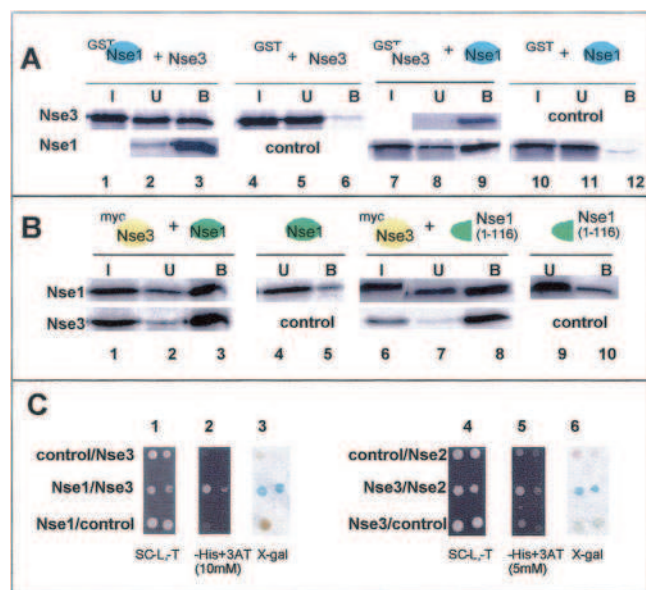 A
GST Nse1 + Nse3
GST + Nse3
GST Nse3 + Nse1
GST + Nse1
I U B I U B I U B I U B
Nse3 control
Nse1 control
1 2 3 4 5 6 7 8 9 10 11 12
B
myc Nse3 + Nse1
Nse1
myc Nse3 + Nse1 (1-116)
Nse1 (1-116)
I U B U B I U B U B
Nse1
Nse3 control control
1 2 3 4 5 6 7 8 9 10
C
1 2 3 4 5 6
control/Nse3 control/Nse2
Nse1/Nse3 Nse3/Nse2
Nse1/control Nse3/control
SC-L,-T -His+3AT (10mM) X-gal SC-L,-T -His+3AT (5mM) X-gal